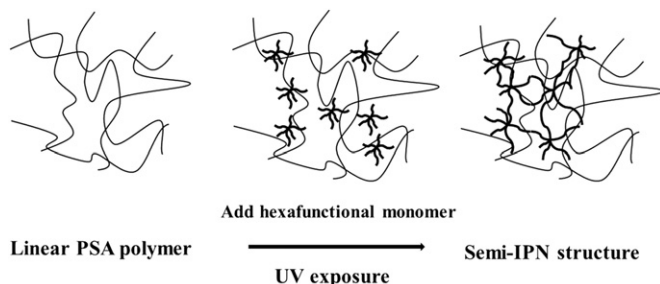 Add hexafunctional monomer
Linear PSA polymer
Semi-IPN structure
UV exposure